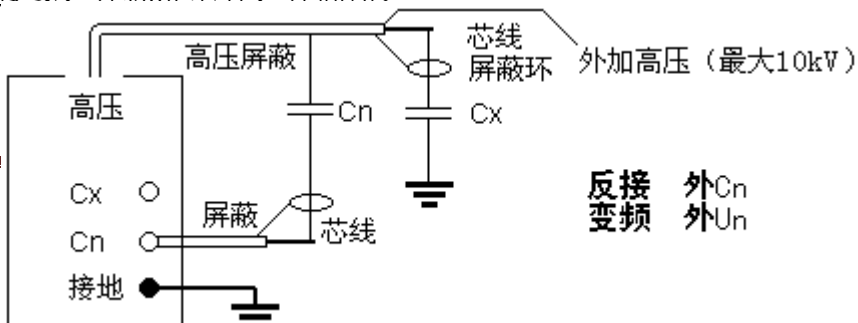 高压屏蔽
芯线
屏蔽环
外加高压（最大10kV）
高压
Cn
Cx
Cx
屏蔽
反接 外Cn
变频 外Un
Cn
芯线
接地